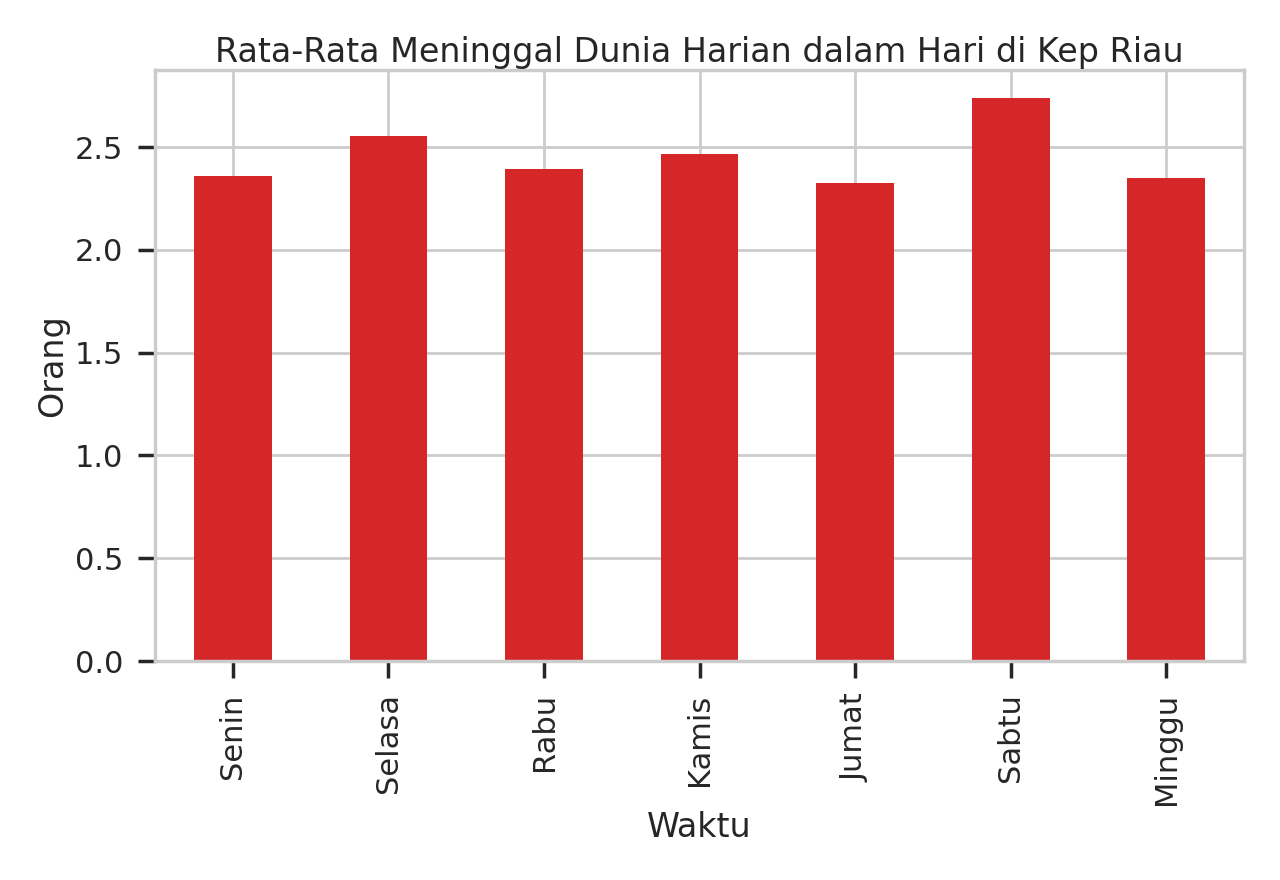 Rata-Rata Meninggal Dunia Harian dalam Hari di Kep Riau
Orang
2.5
2.0
1.5
1.0
0.5
0.0
Senin
Selasa
Rabu
Kamis
Jumat
Sabtu
Minggu
Waktu